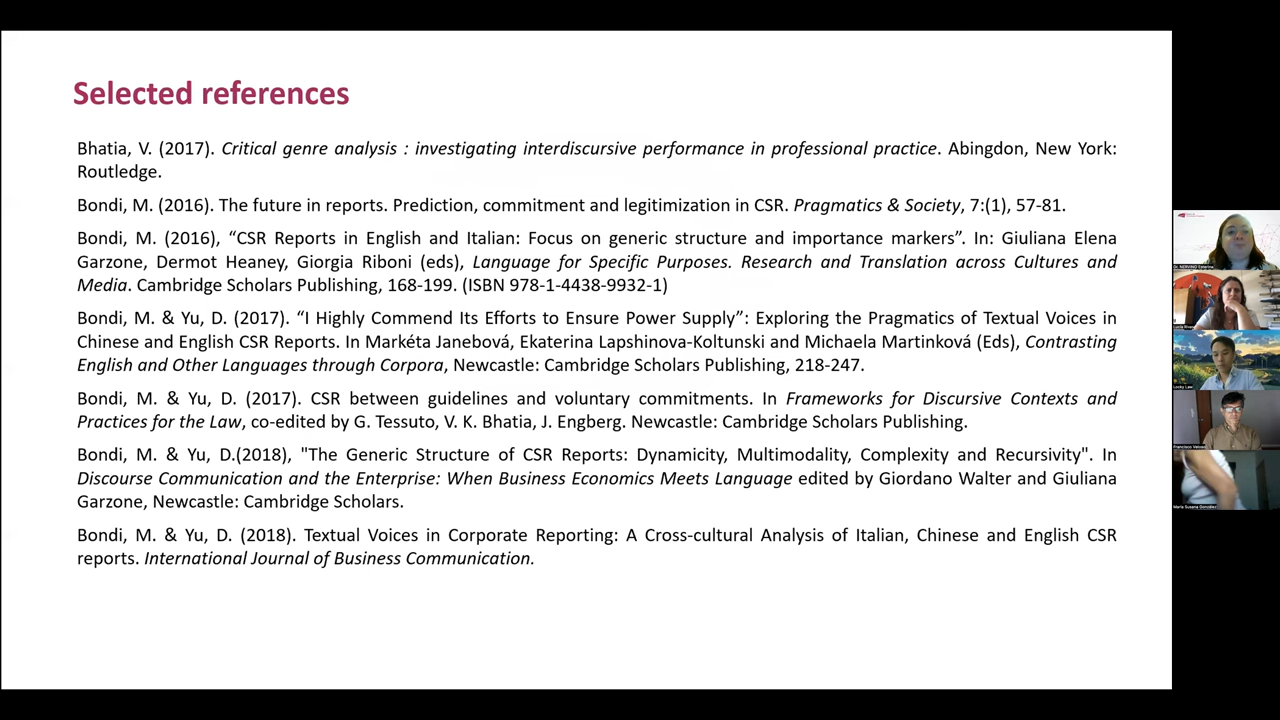 Selected references
Bhatia, V. (2017). Critical genre analysis : investigating interdiscursive performance in professional practice. Abingdon, New York:
Routledge.
Bondi, M. (2016). The future in reports. Prediction, commitment and legitimization in CSR. Pragmatics & Society, 7:(1), 57-81.
Bondi, M. (2016), “CSR Reports in English and Italian: Focus on generic structure and importance markers”. In: Giuliana Elena
Garzone, Dermot Heaney, Giorgia Riboni (eds), Language for Specific Purposes. Research and Translation across Cultures and
Media. Cambridge Scholars Publishing, 168-199. (ISBN 978-1-4438-9932-1)
Bondi, M. & Yu, D. (2017). “I Highly Commend Its Efforts to Ensure Power Supply”: Exploring the Pragmatics of Textual Voices in
Chinese and English CSR Reports. In Markéta Janebová, Ekaterina Lapshinova-Koltunski and Michaela Martinková (Eds), Contrasting
English and Other Languages through Corpora, Newcastle: Cambridge Scholars Publishing, 218-247.
Bondi, M. & Yu, D. (2017). CSR between guidelines and voluntary commitments. In Frameworks for Discursive Contexts and
Practices for the Law, co-edited by G. Tessuto, V. K. Bhatia, J. Engberg. Newcastle: Cambridge Scholars Publishing.
Bondi, M. & Yu, D.(2018), "The Generic Structure of CSR Reports: Dynamicity, Multimodality, Complexity and Recursivity". In
Discourse Communication and the Enterprise: When Business Economics Meets Language edited by Giordano Walter and Giuliana
Garzone, Newcastle: Cambridge Scholars.
Bondi, M. & Yu, D. (2018). Textual Voices in Corporate Reporting: A Cross-cultural Analysis of Italian, Chinese and English CSR
reports. International Journal of Business Communication.
Locky Law
Maria Susana González